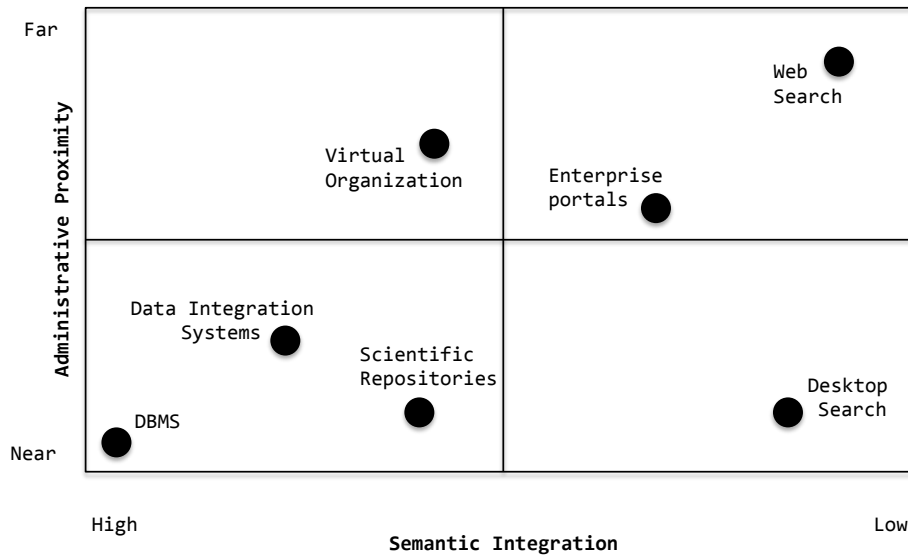 Far
Web
Search
Virtual
Organization
Enterprise
portals
Administrative Proximity
Data Integration
Systems
Scientific
Repositories
Desktop
Search
DBMS
Near
High
Low
Semantic Integration